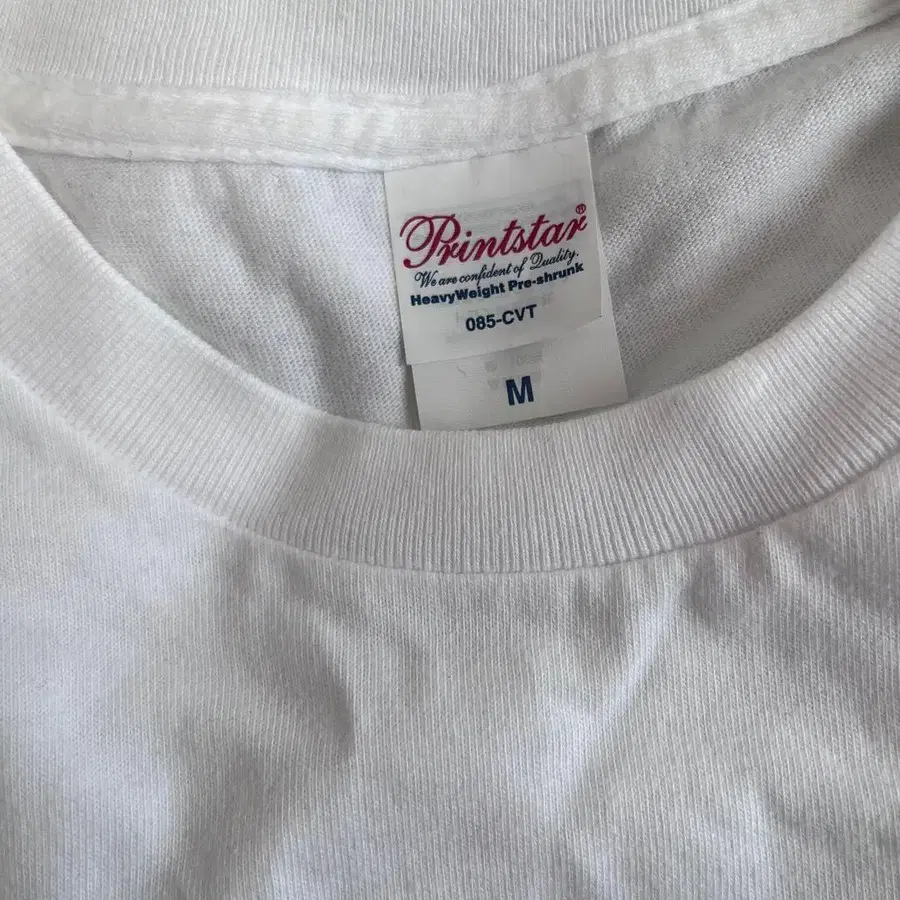 Printstar®
We are confident of Quality.
HeavyWeight Pre-shrunk
085-CVT
M